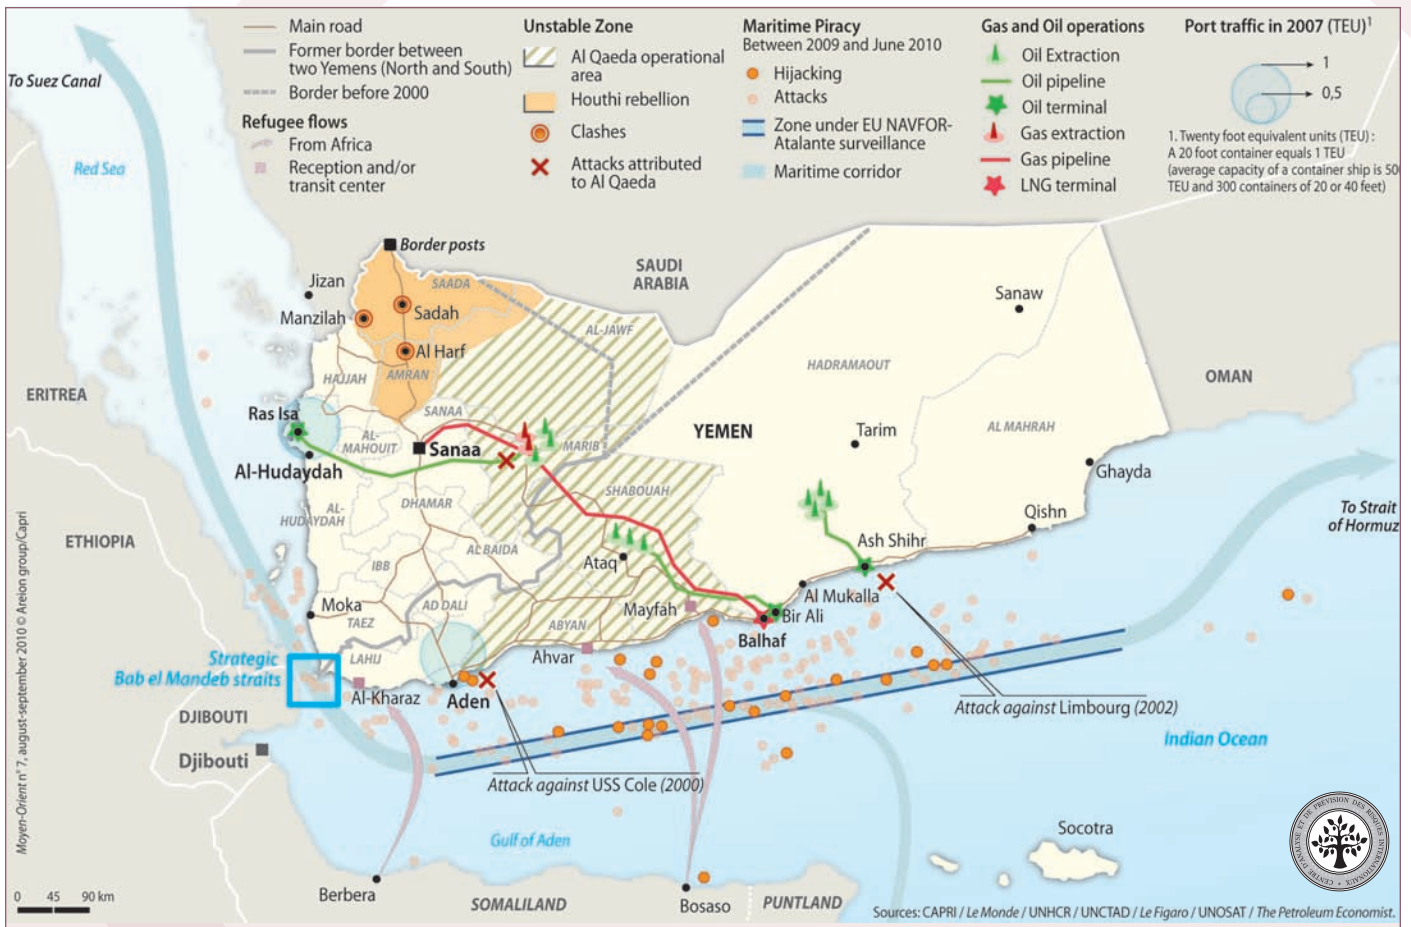 Main road
Former border between
two Yemens (North and South)
Border before 2000
Refugee flows
From Africa
Reception and/or
transit center
Unstable Zone
Al Qaeda operational
area
Houthi rebellion
Clashes
Attacks attributed
to Al Qaeda
Maritime Piracy
Between 2009 and June 2010
Hijacking
Attacks
Zone under EU NAVFOR-
Atalante surveillance
Maritime corridor
Gas and Oil operations
Oil Extraction
Oil pipeline
Oil terminal
Gas extraction
Gas pipeline
LNG terminal
Port traffic in 2007 (TEU)1
1
0,5
1. Twenty foot equivalent units (TEU) :
A 20 foot container equals 1 TEU
(average capacity of a container ship is 50
TEU and 300 containers of 20 or 40 feet)
To Suez Canal
Red Sea
Border posts
SAUDI
ARABIA
Jizan
SAADA
Sadah
Manzilah
Al Harf
AL-JAWF
Sanaw
HADRAMAOUT
OMAN
ERITREA
HAJJAH
AMRAN
Ras Isa
SANAA
AL-
MAHOUIT
Sanaa
MARIB
YEMEN
Tarim
AL MAHRAH
Al-Hudaydah
Ghayda
SHABOUAH
DHAMAR
AL-
HUDAYDAH
Qishn
To Strait
of Hormuz
ETHIOPIA
AL BAIDA
IBB
Ataq
Ash Shihr
Moka
TAEZ
AD DALI
Mayfah
Al Mukalla
Bir Ali
ABYAN
Balhaf
LAHIJ
Ahvar
Strategic
Bab el Mandeb straits
Al-Kharaz
Aden
DJIBOUTI
Djibouti
Attack against Limbourg (2002)
Indian Ocean
Attack against USS Cole (2000)
Gulf of Aden
Socotra
Berbera
SOMALILAND
Bosaso
PUNTLAND
0 45 90 km
Moyen-Orient n° 7, august-september 2010 © Areion group/Capri
CENTRE D'ANALYSE ET DE PRÉVISION DES RISQUES INTERNATIONAUX
Sources: CAPRI / Le Monde / UNHCR / UNCTAD / Le Figaro / UNOSAT / The Petroleum Economist.